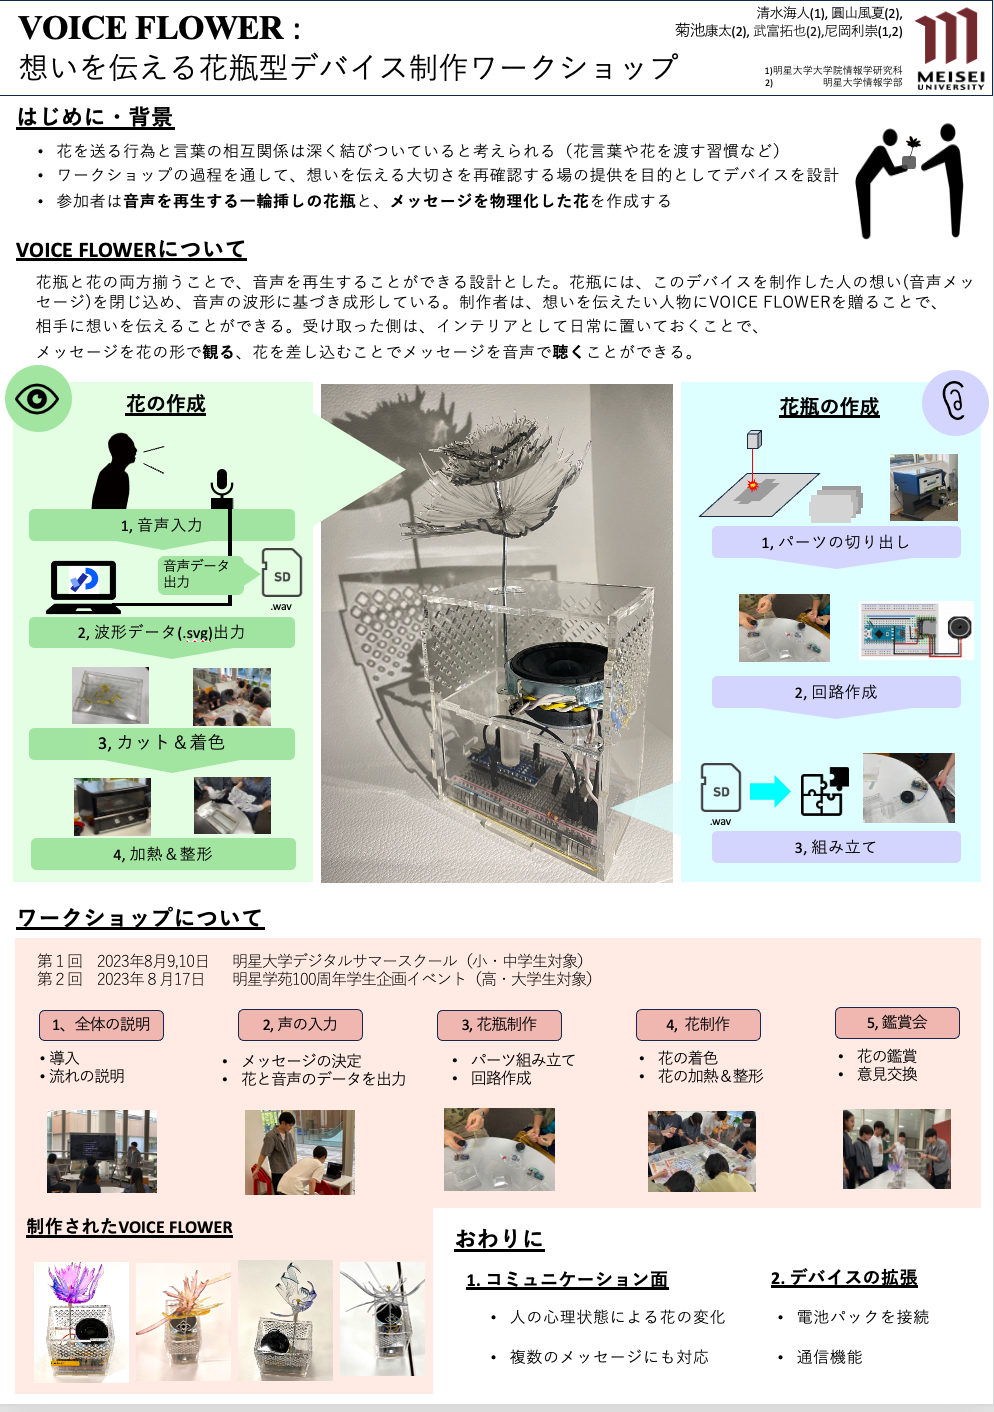 VOICE FLOWER :
想いを伝える花瓶型デバイス制作ワークショップ
清水海人(1), 圓山風夏(2),
菊池康太(2), 武富拓也(2),尼岡利崇(1,2)
1)明星大学大学院情報学研究科
2) 明星大学情報学部
MEISEI
UNIVERSITY
はじめに・背景
• 花を送る行為と言葉の相互関係は深く結びついていると考えられる（花言葉や花を渡す習慣など）
• ワークショップの過程を通して、想いを伝える大切さを再確認する場の提供を目的としてデバイスを設計
• 参加者は音声を再生する一輪挿しの花瓶と、メッセージを物理化した花を作成する
VOICE FLOWERについて
花瓶と花の両方揃うことで、音声を再生することができる設計とした。花瓶には、このデバイスを制作した人の想い(音声メッ
セージ)を閉じ込め、音声の波形に基づき成形している。制作者は、想いを伝えたい人物にVOICE FLOWERを贈ることで、
相手に想いを伝えることができる。受け取った側は、インテリアとして日常に置いておくことで、
メッセージを花の形で観る、花を差し込むことでメッセージを音声で聴くことができる。
花の作成
1, 音声入力
音声データ
出力
SD
.wav
2, 波形データ(.svg)出力
3, カット＆着色
4, 加熱＆整形
花瓶の作成
1, パーツの切り出し
2, 回路作成
SD
.wav
3, 組み立て
ワークショップについて
第１回 2023年8月9,10日 明星大学デジタルサマースクール（小・中学生対象）
第２回 2023年８月17日 明星学苑100周年学生企画イベント（高・大学生対象）
1、全体の説明
• 導入
• 流れの説明
2, 声の入力
• メッセージの決定
• 花と音声のデータを出力
3, 花瓶制作
• パーツ組み立て
• 回路作成
4, 花制作
• 花の着色
• 花の加熱＆整形
5, 鑑賞会
• 花の鑑賞
• 意見交換
制作されたVOICE FLOWER
おわりに
1. コミュニケーション面
• 人の心理状態による花の変化
• 複数のメッセージにも対応
2. デバイスの拡張
• 電池パックを接続
• 通信機能